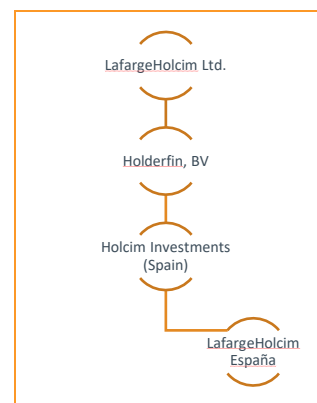 LafargeHolcim Ltd.
Holderfin, BV
Holcim Investments
(Spain)
LafargeHolcim
España